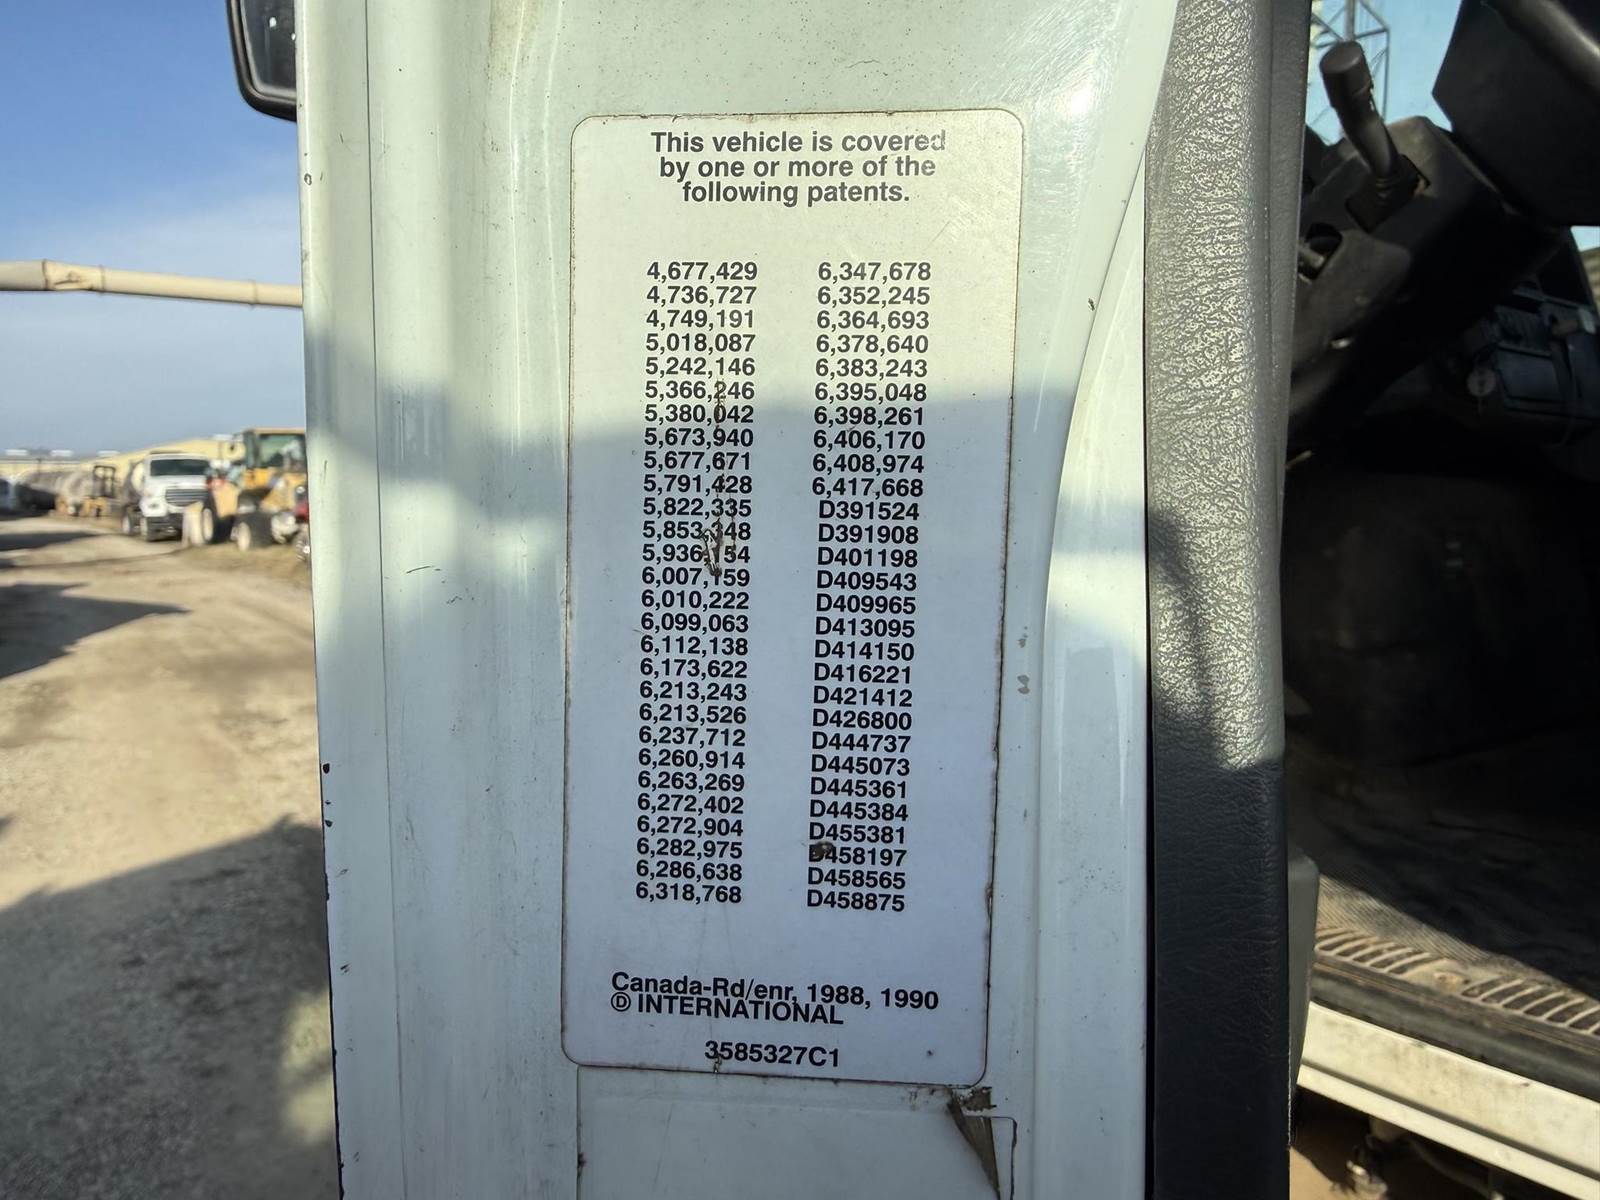 This vehicle is covered
by one or more of the
following patents.
4,677,429 6,347,678
4,736,727 6,352,245
4,749,191 6,364,693
5,018,087 6,378,640
5,242,146 6,383,243
5,366,246 6,395,048
5,380,042 6,398,261
5,673,940 6,406,170
5,677,671 6,408,974
5,791,428 6,417,668
5,822,335 D391524
5,853,348 D391908
5,936,154 D401198
6,007,159 D409543
6,010,222 D409965
6,099,063 D413095
6,112,138 D414150
6,173,622 D416221
6,213,243 D421412
6,213,526 D426800
6,237,712 D444737
6,260,914 D445073
6,263,269 D445361
6,272,402 D445384
6,272,904 D455381
6,282,975 D458197
6,286,638 D458565
6,318,768 D458875
Canada-Rd/enr, 1988, 1990
Ⓓ INTERNATIONAL
3585327C1